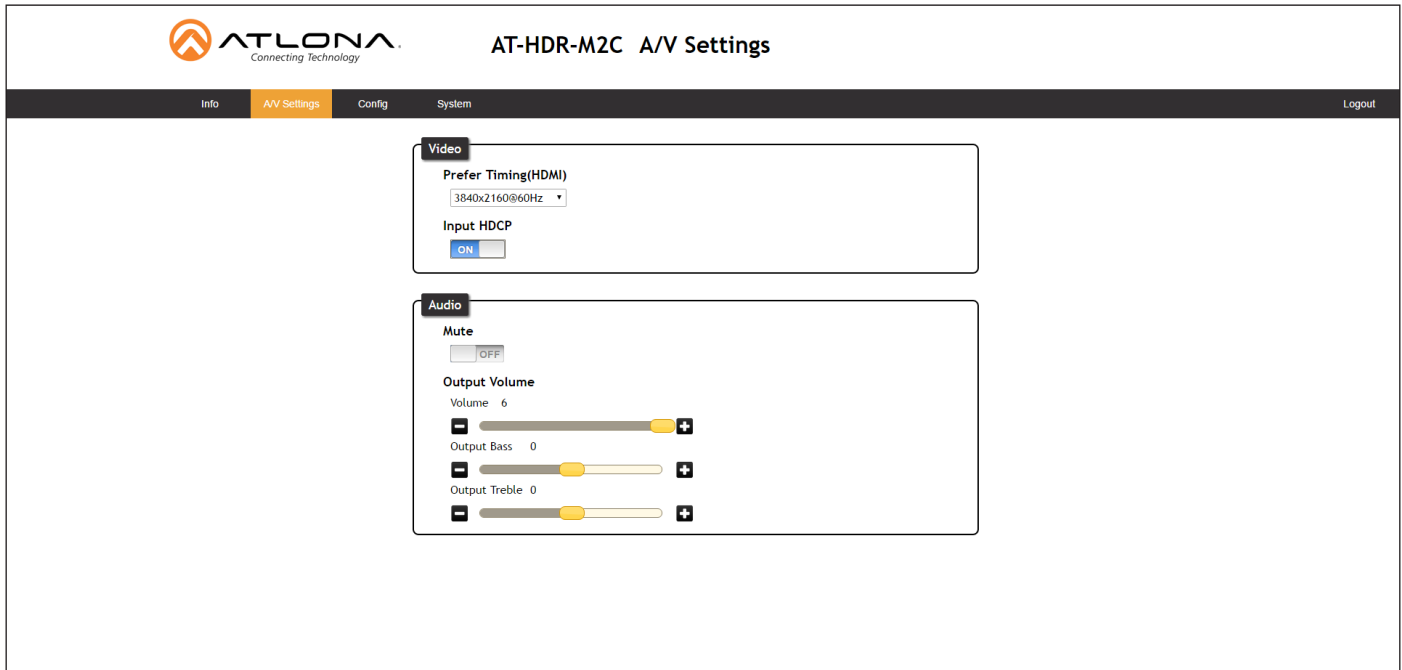 ATLONA.
Connecting Technology
AT-HDR-M2C A/V Settings
Info A/V Settings Config System Logout
Video
Prefer Timing(HDMI)
3840x2160@60Hz
Input HDCP
ON
Audio
Mute
OFF
Output Volume
Volume 6
Output Bass 0
Output Treble 0